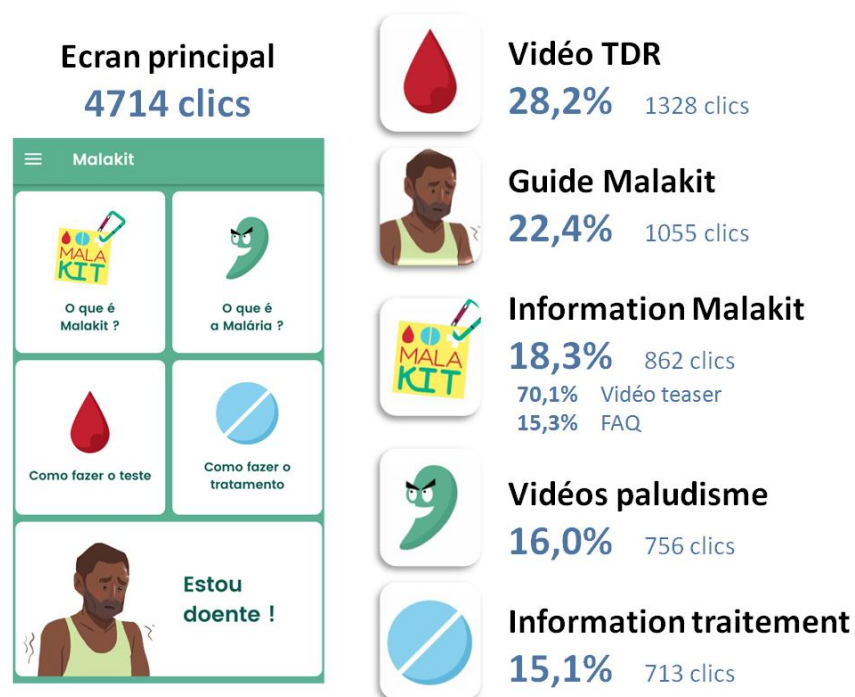 Ecran principal
4714 clics
Malakit
MALA
KIT
O que é
Malakit ?
O que é
a Malária ?
Como fazer o teste
Como fazer o
tratamento
Estou
doente !
Vidéo TDR
28,2% 1328 clics
Guide Malakit
22,4% 1055 clics
MALA
KIT
Information Malakit
18,3% 862 clics
70,1% Vidéo teaser
15,3% FAQ
Vidéos paludisme
16,0% 756 clics
Information traitement
15,1% 713 clics